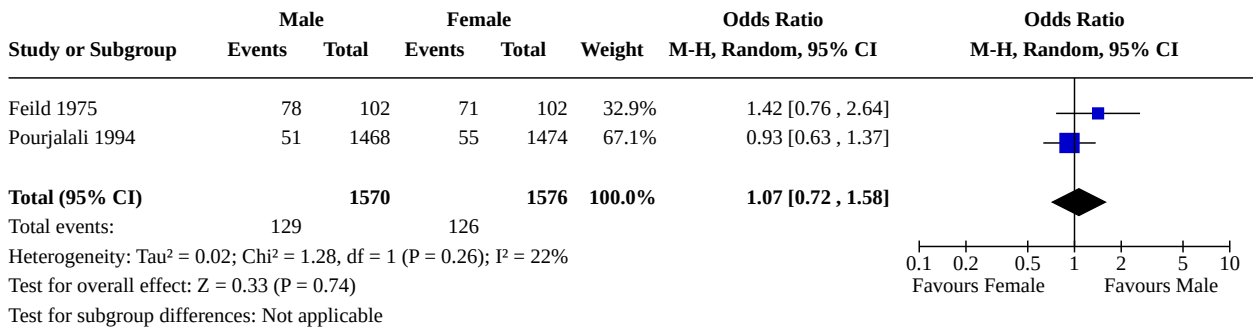 Male Female Odds Ratio Odds Ratio
Study or Subgroup Events Total Events Total Weight M-H, Random, 95% CI M-H, Random, 95% CI
Feild 1975 78 102 71 102 32.9% 1.42 [0.76 , 2.64]
Pourjalali 1994 51 1468 55 1474 67.1% 0.93 [0.63 , 1.37]
Total (95% CI) 1570 1576 100.0% 1.07 [0.72 , 1.58]
Total events: 129 126
Heterogeneity: Tau² = 0.02; Chi² = 1.28, df = 1 (P = 0.26); I² = 22%
0.1 0.2 0.5 1 2 5 10
Test for overall effect: Z = 0.33 (P = 0.74)
Favours Female Favours Male
Test for subgroup differences: Not applicable